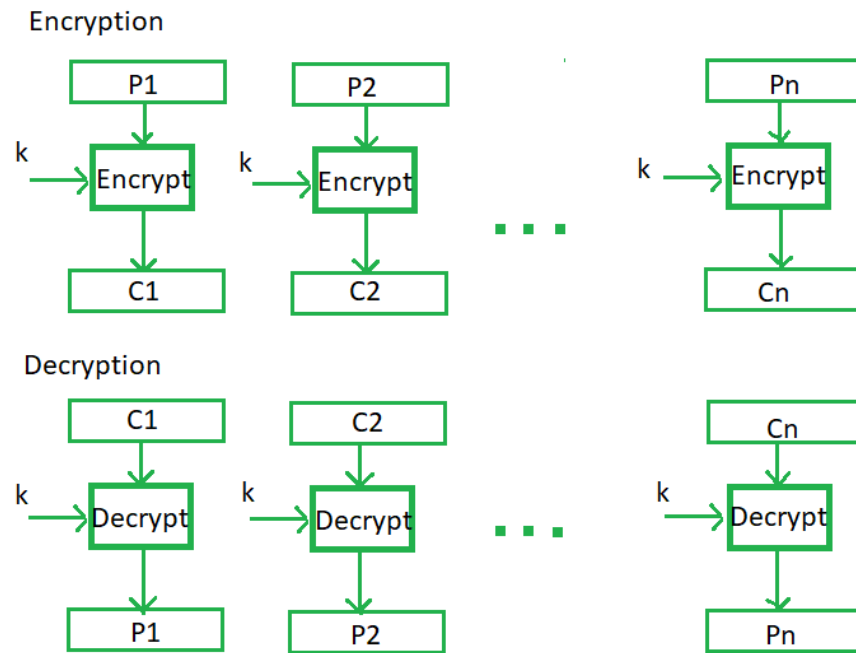 Encryption
P1 P2 Pn
k Encrypt k Encrypt k Encrypt
C1 C2 Cn
Decryption
C1 C2 Cn
k Decrypt k Decrypt k Decrypt
P1 P2 Pn